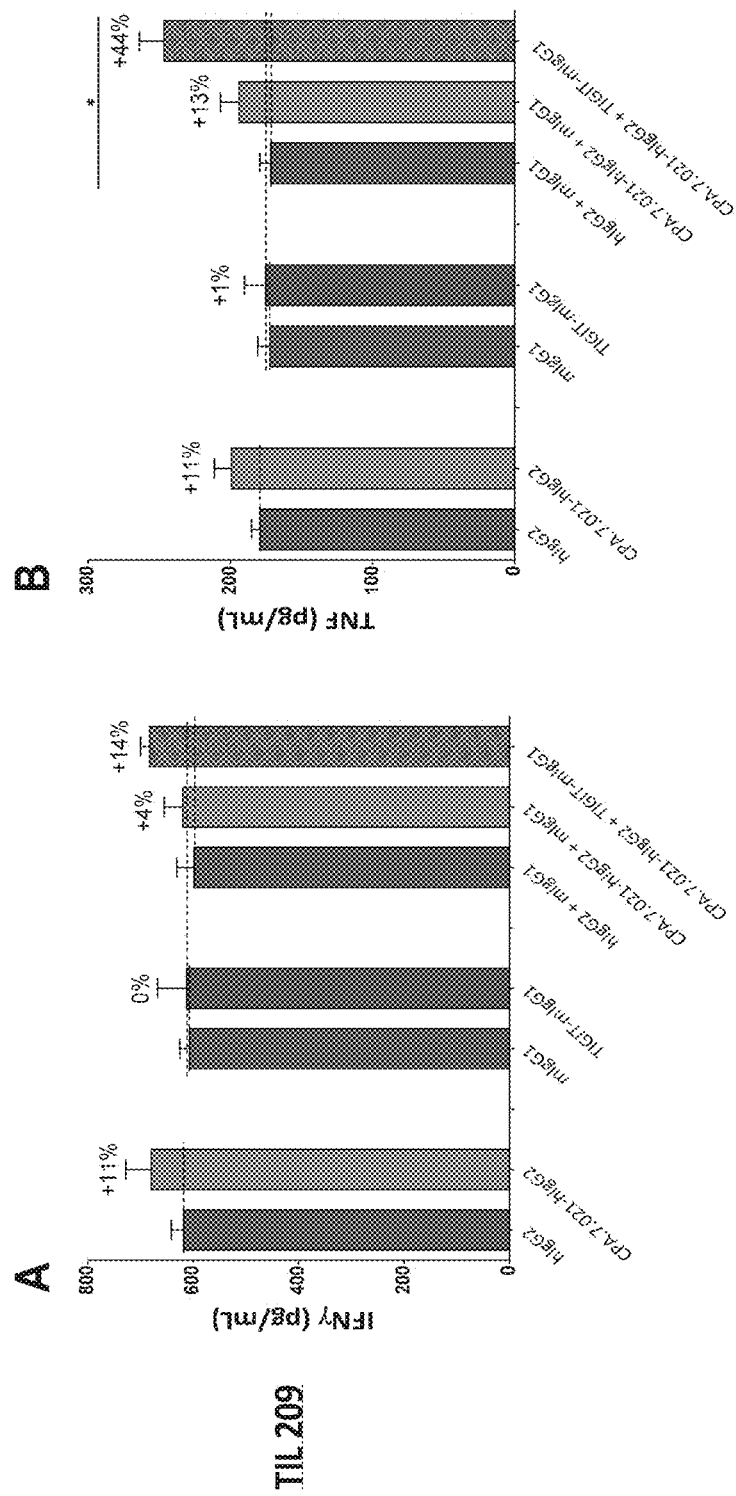 TIL 209
A
IFNγ (pg/mL)
800
600
400
200
0
+11%
0%
+4%
+14%
hIgG2
CPA.7.021-hIgG2
mIgG1
TIGIT-mIgG1
hIgG2 + mIgG1
CPA.7.021-hIgG2 + mIgG1
CPA.7.021-hIgG2 + TIGIT-mIgG1
B
TNF (pg/mL)
300
200
100
0
+11%
+1%
+13%
+44%
*
hIgG2
CPA.7.021-hIgG2
mIgG1
TIGIT-mIgG1
hIgG2 + mIgG1
CPA.7.021-hIgG2 + mIgG1
CPA.7.021-hIgG2 + TIGIT-mIgG1